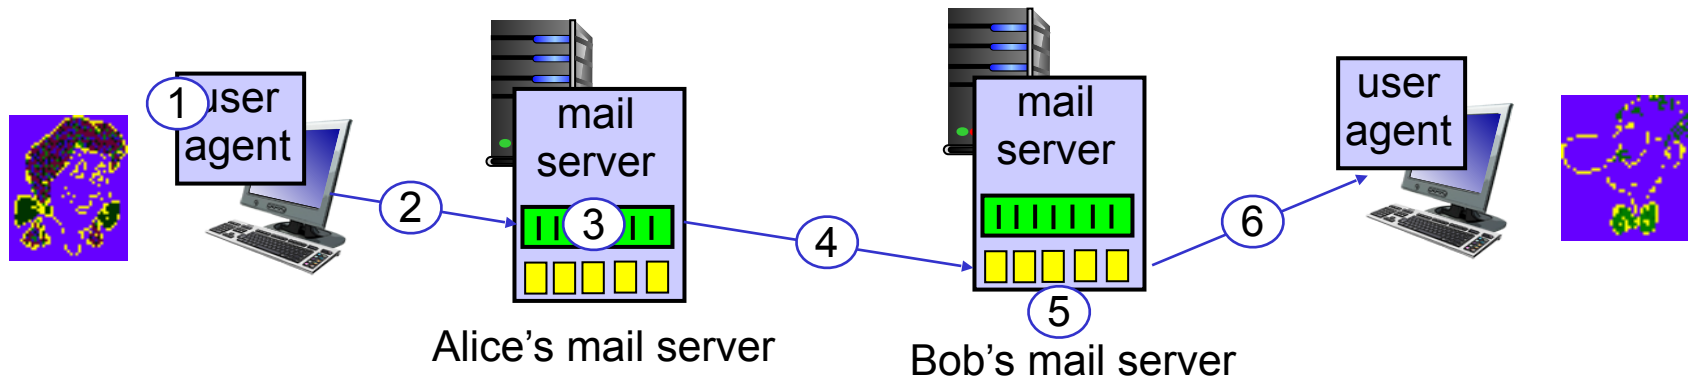 1 user
agent
2
mail
server
3
Alice's mail server
4
mail
server
5
Bob's mail server
6
user
agent